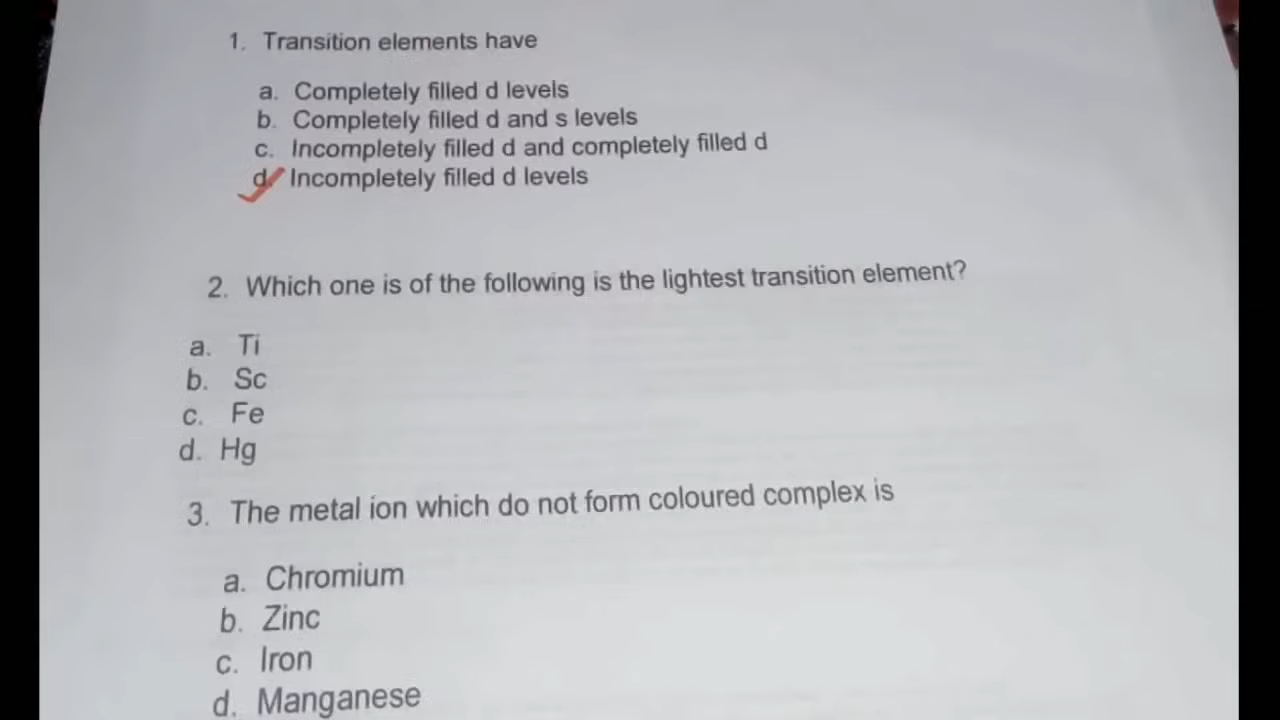 1. Transition elements have
a. Completely filled d levels
b. Completely filled d and s levels
c. Incompletely filled d and completely filled d
d. Incompletely filled d levels
2. Which one is of the following is the lightest transition element?
a. Ti
b. Sc
c. Fe
d. Hg
3. The metal ion which do not form coloured complex is
a. Chromium
b. Zinc
c. Iron
d. Manganese